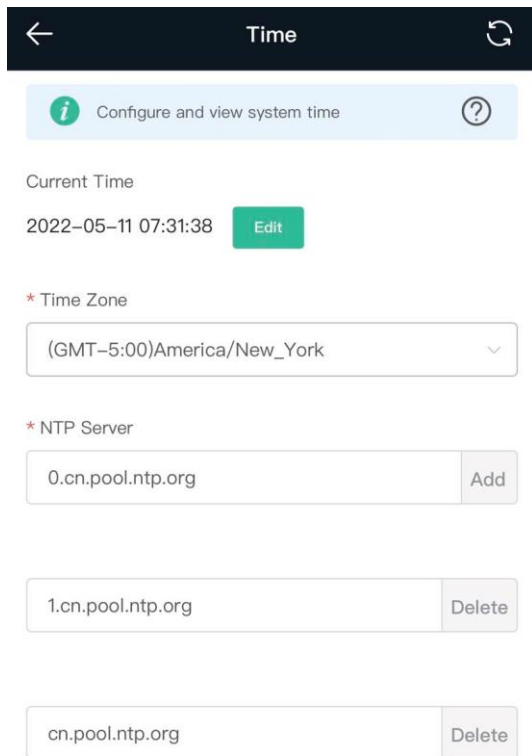 Time
Configure and view system time
Current Time
2022-05-11 07:31:38 Edit
* Time Zone
(GMT-5:00)America/New_York
* NTP Server
0.cn.pool.ntp.org Add
1.cn.pool.ntp.org Delete
cn.pool.ntp.org Delete